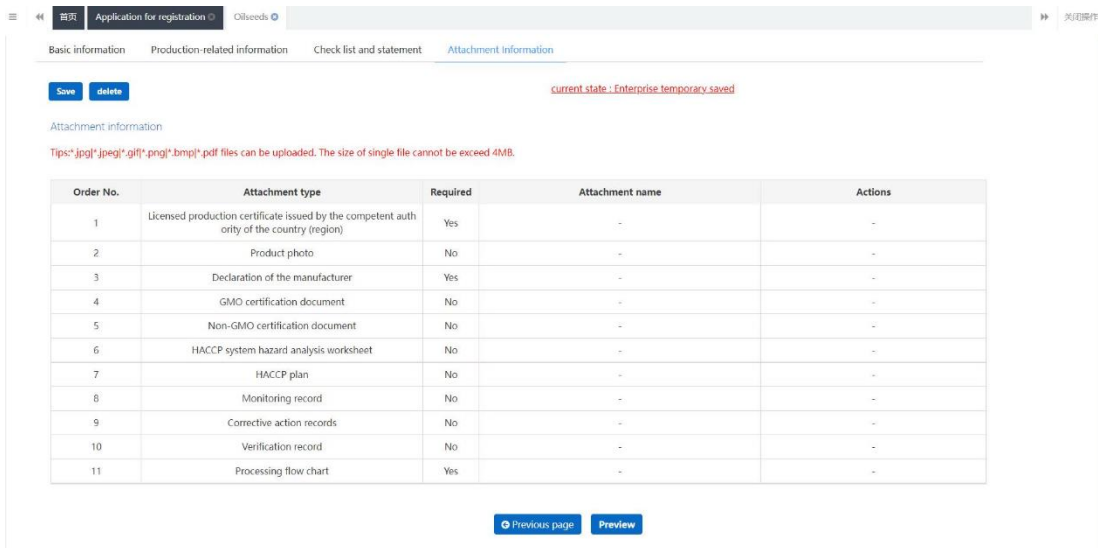 首页 Application for registration Oilseeds 关闭操作
Basic information Production-related information Check list and statement Attachment Information
Save delete current state : Enterprise temporary saved
Attachment information
Tips:*.jpg|*.jpeg|*.gif|*.png|*.bmp|*.pdf files can be uploaded. The size of single file cannot be exceed 4MB.
Order No. Attachment type Required Attachment name Actions
1 Licensed production certificate issued by the competent auth
ority of the country (region) Yes - -
2 Product photo No - -
3 Declaration of the manufacturer Yes - -
4 GMO certification document No - -
5 Non-GMO certification document No - -
6 HACCP system hazard analysis worksheet No - -
7 HACCP plan No - -
8 Monitoring record No - -
9 Corrective action records No - -
10 Verification record No - -
11 Processing flow chart Yes - -
Previous page Preview